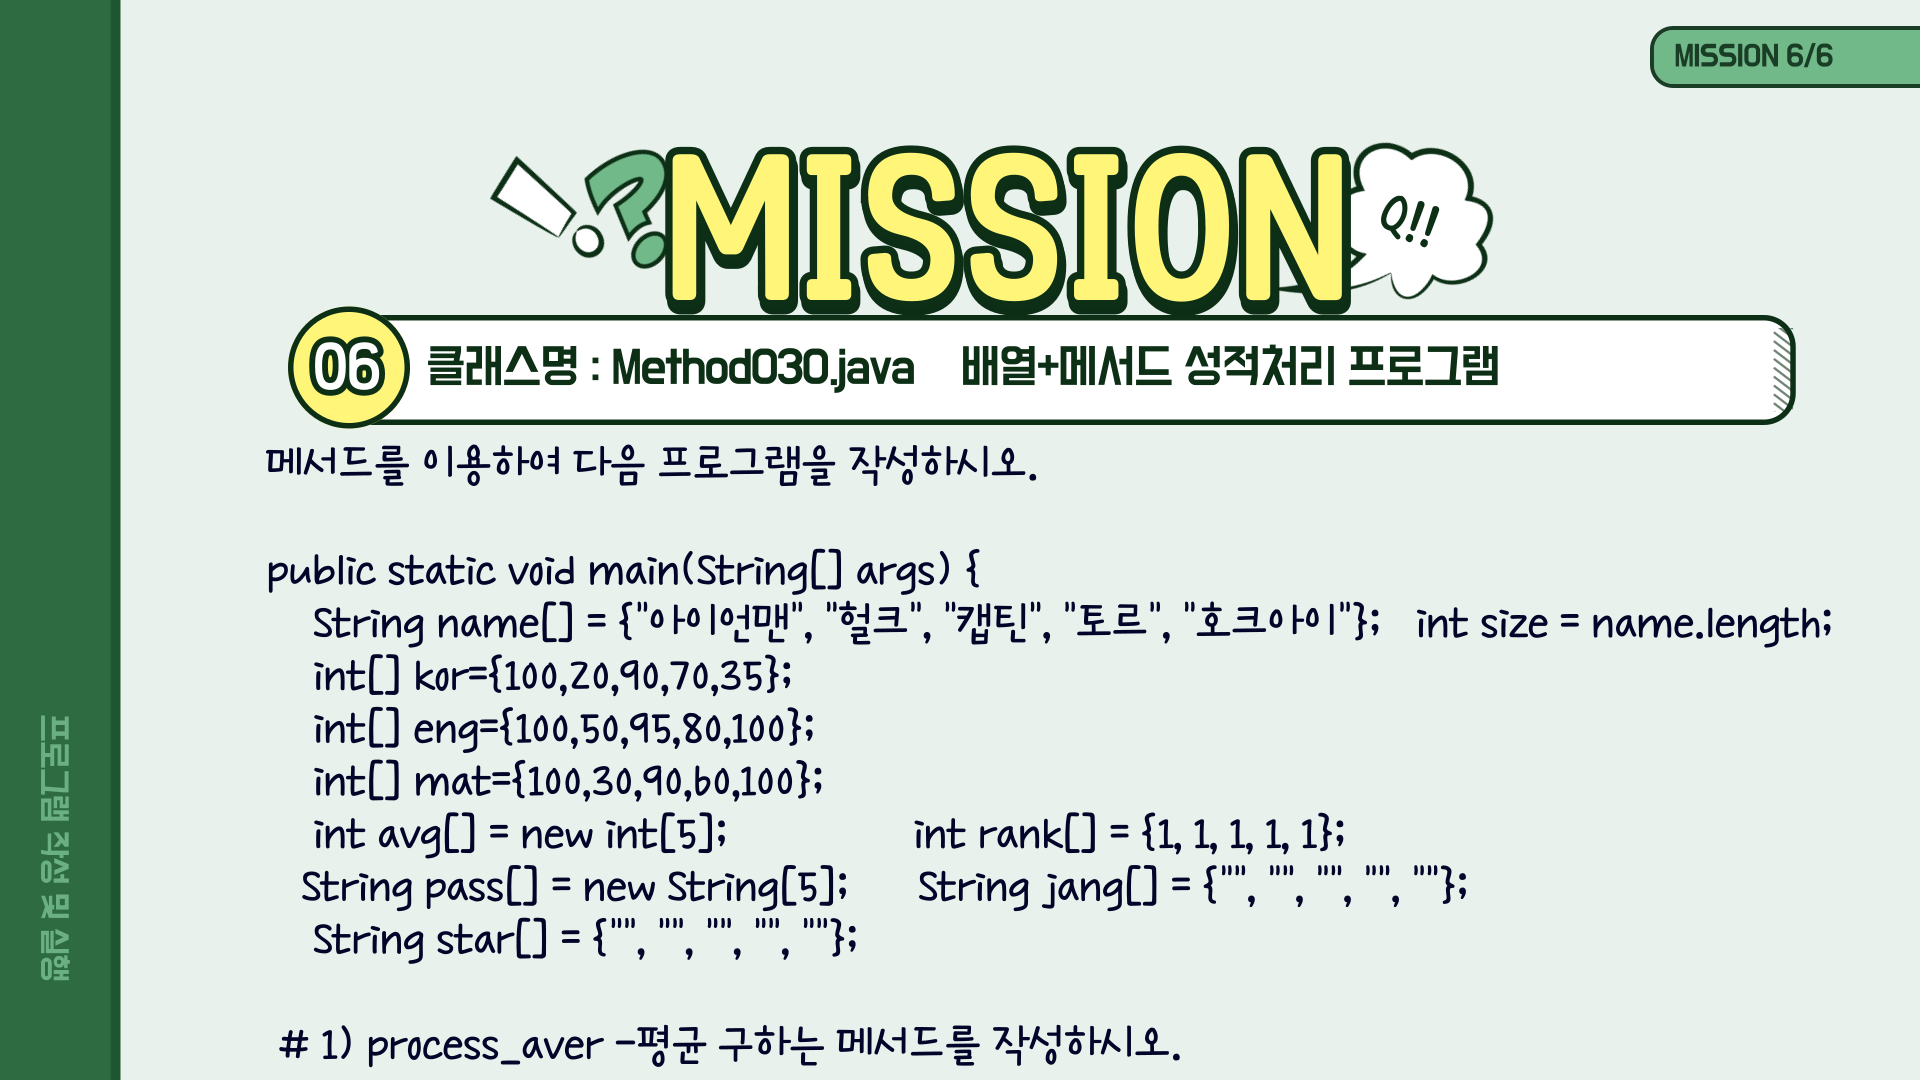 MISSION 6/6
MISSION
Q!!
06 클래스명 : Method030.java 배열+메서드 성적처리 프로그램
메서드를 이용하여 다음 프로그램을 작성하시오.
public static void main(String[] args) {
String name[] = {"아이언맨", "헐크", "캡틴", "토르", "호크아이"}; int size = name.length;
int[] kor={100,20,90,70,35};
int[] eng={100,50,95,80,100};
int[] mat={100,30,90,60,100};
int avg[] = new int[5]; int rank[] = {1, 1, 1, 1, 1};
String pass[] = new String[5]; String jang[] = {"", "", "", "", ""};
String star[] = {"", "", "", "", ""};
# 1) process_aver -평균 구하는 메서드를 작성하시오.
프로그램 작성 및 실행